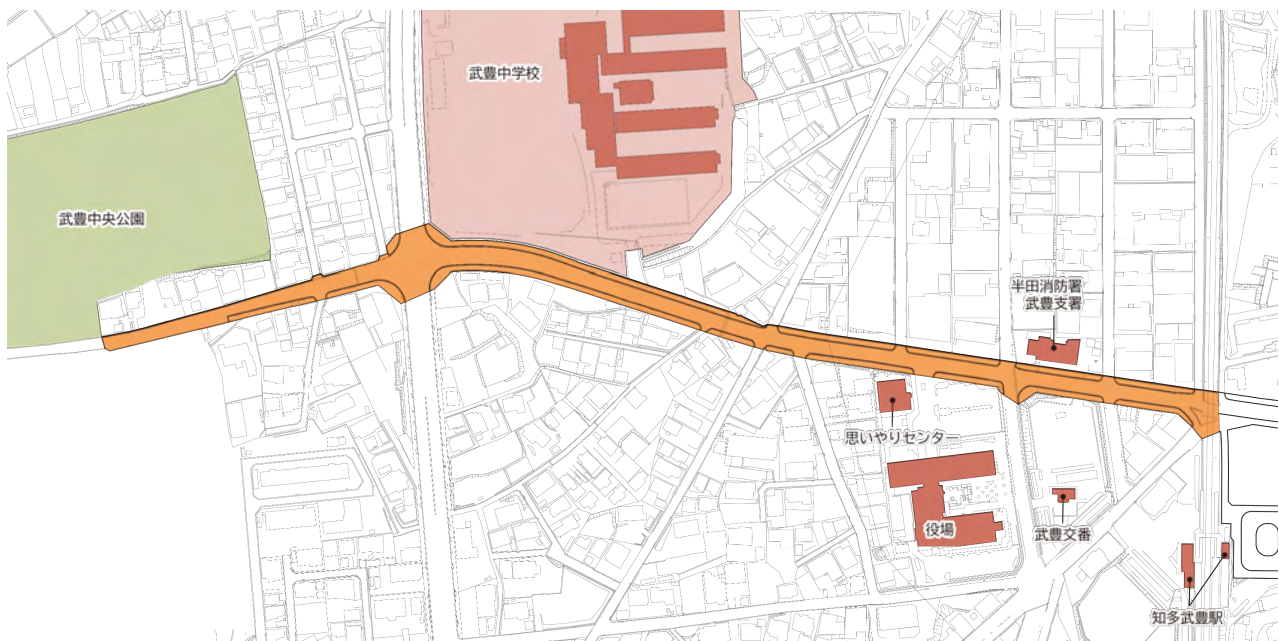 武豊中学校
武豊中央公園
半田消防署
武豊支署
思いやりセンター
役場
武豊交番
知多武豊駅